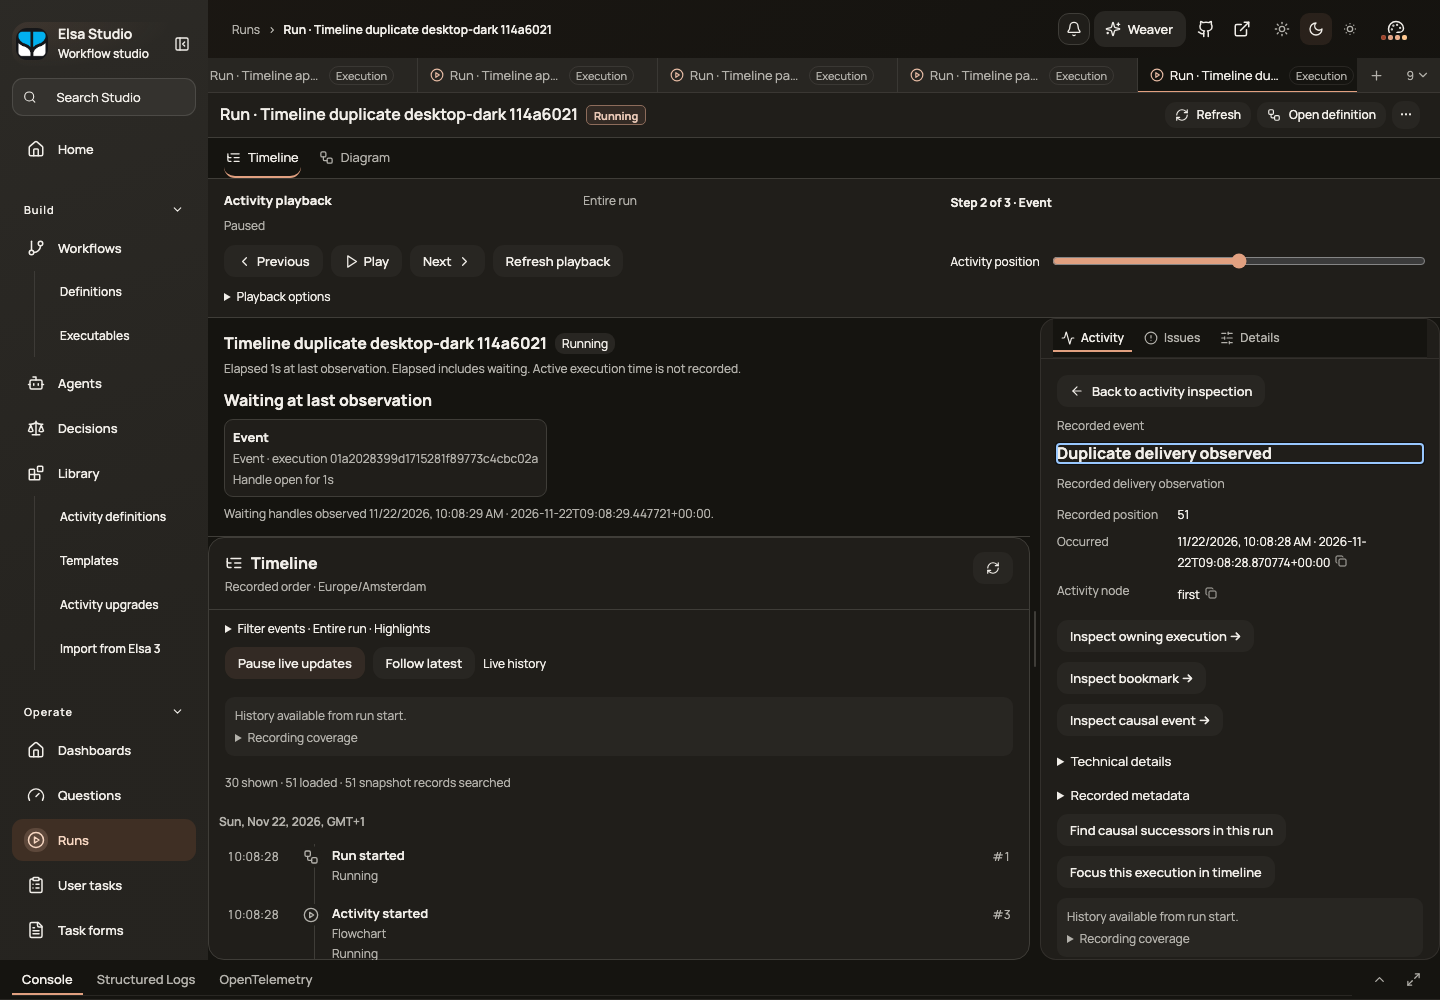 Elsa Studio
Workflow studio
Search Studio
Home
Build
Workflows
Definitions
Executables
Agents
Decisions
Library
Activity definitions
Templates
Activity upgrades
Import from Elsa 3
Operate
Dashboards
Questions
Runs
User tasks
Task forms
Runs › Run · Timeline duplicate desktop-dark 114a6021
Weaver
Run · Timeline ap... Execution
Run · Timeline ap... Execution
Run · Timeline pa... Execution
Run · Timeline pa... Execution
Run · Timeline du... Execution
9
Run · Timeline duplicate desktop-dark 114a6021 Running
Refresh
Open definition
Timeline
Diagram
Activity playback
Entire run
Step 2 of 3 · Event
Paused
Previous
Play
Next
Refresh playback
Activity position
Playback options
Timeline duplicate desktop-dark 114a6021 Running
Elapsed 1s at last observation. Elapsed includes waiting. Active execution time is not recorded.
Waiting at last observation
Event
Event · execution 01a2028399d1715281f89773c4cbc02a
Handle open for 1s
Waiting handles observed 11/22/2026, 10:08:29 AM · 2026-11-22T09:08:29.447721+00:00.
Timeline
Recorded order · Europe/Amsterdam
Filter events · Entire run · Highlights
Pause live updates
Follow latest
Live history
History available from run start.
Recording coverage
30 shown · 51 loaded · 51 snapshot records searched
Sun, Nov 22, 2026, GMT+1
10:08:28 Run started #1
Running
10:08:28 Activity started #3
Flowchart
Running
Activity
Issues
Details
Back to activity inspection
Recorded event
Duplicate delivery observed
Recorded delivery observation
Recorded position 51
Occurred 11/22/2026, 10:08:28 AM · 2026-11-
22T09:08:28.870774+00:00
Activity node first
Inspect owning execution →
Inspect bookmark →
Inspect causal event →
Technical details
Recorded metadata
Find causal successors in this run
Focus this execution in timeline
History available from run start.
Recording coverage
Console
Structured Logs
OpenTelemetry